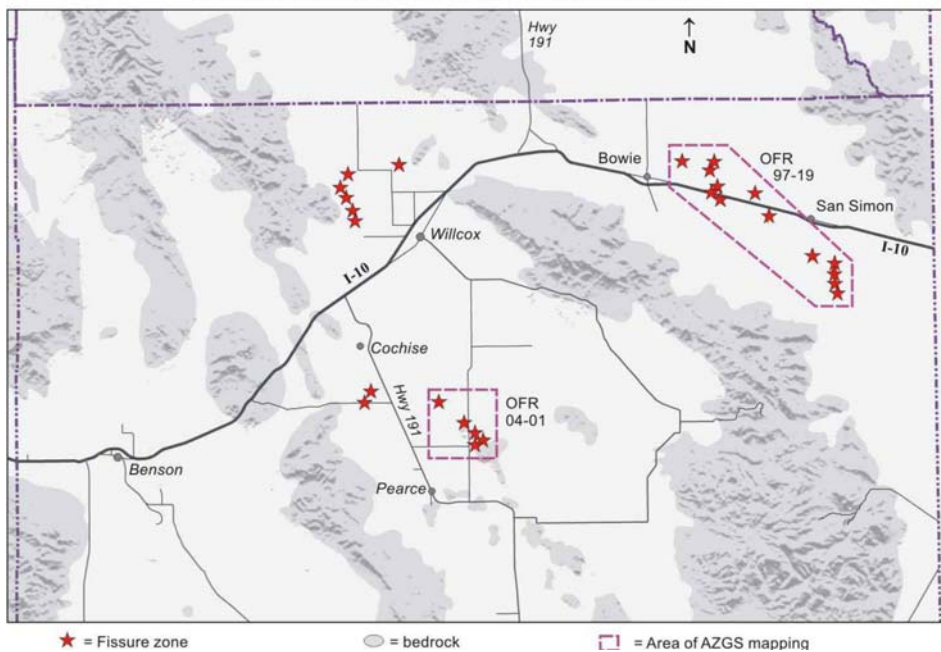 Hwy
191
N
Bowie
OFR
97-19
San Simon
I-10
Willcox
I-10
Cochise
Hwy 191
OFR
04-01
Benson
Pearce
= Fissure zone
= bedrock
= Area of AZGS mapping